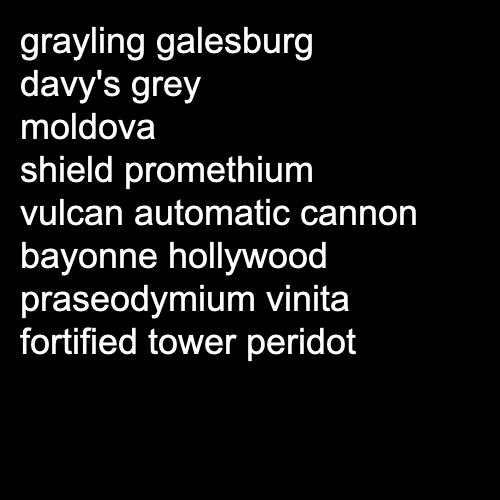 grayling galesburg
davy's grey
moldova
shield promethium
vulcan automatic cannon
bayonne hollywood
praseodymium vinita
fortified tower peridot